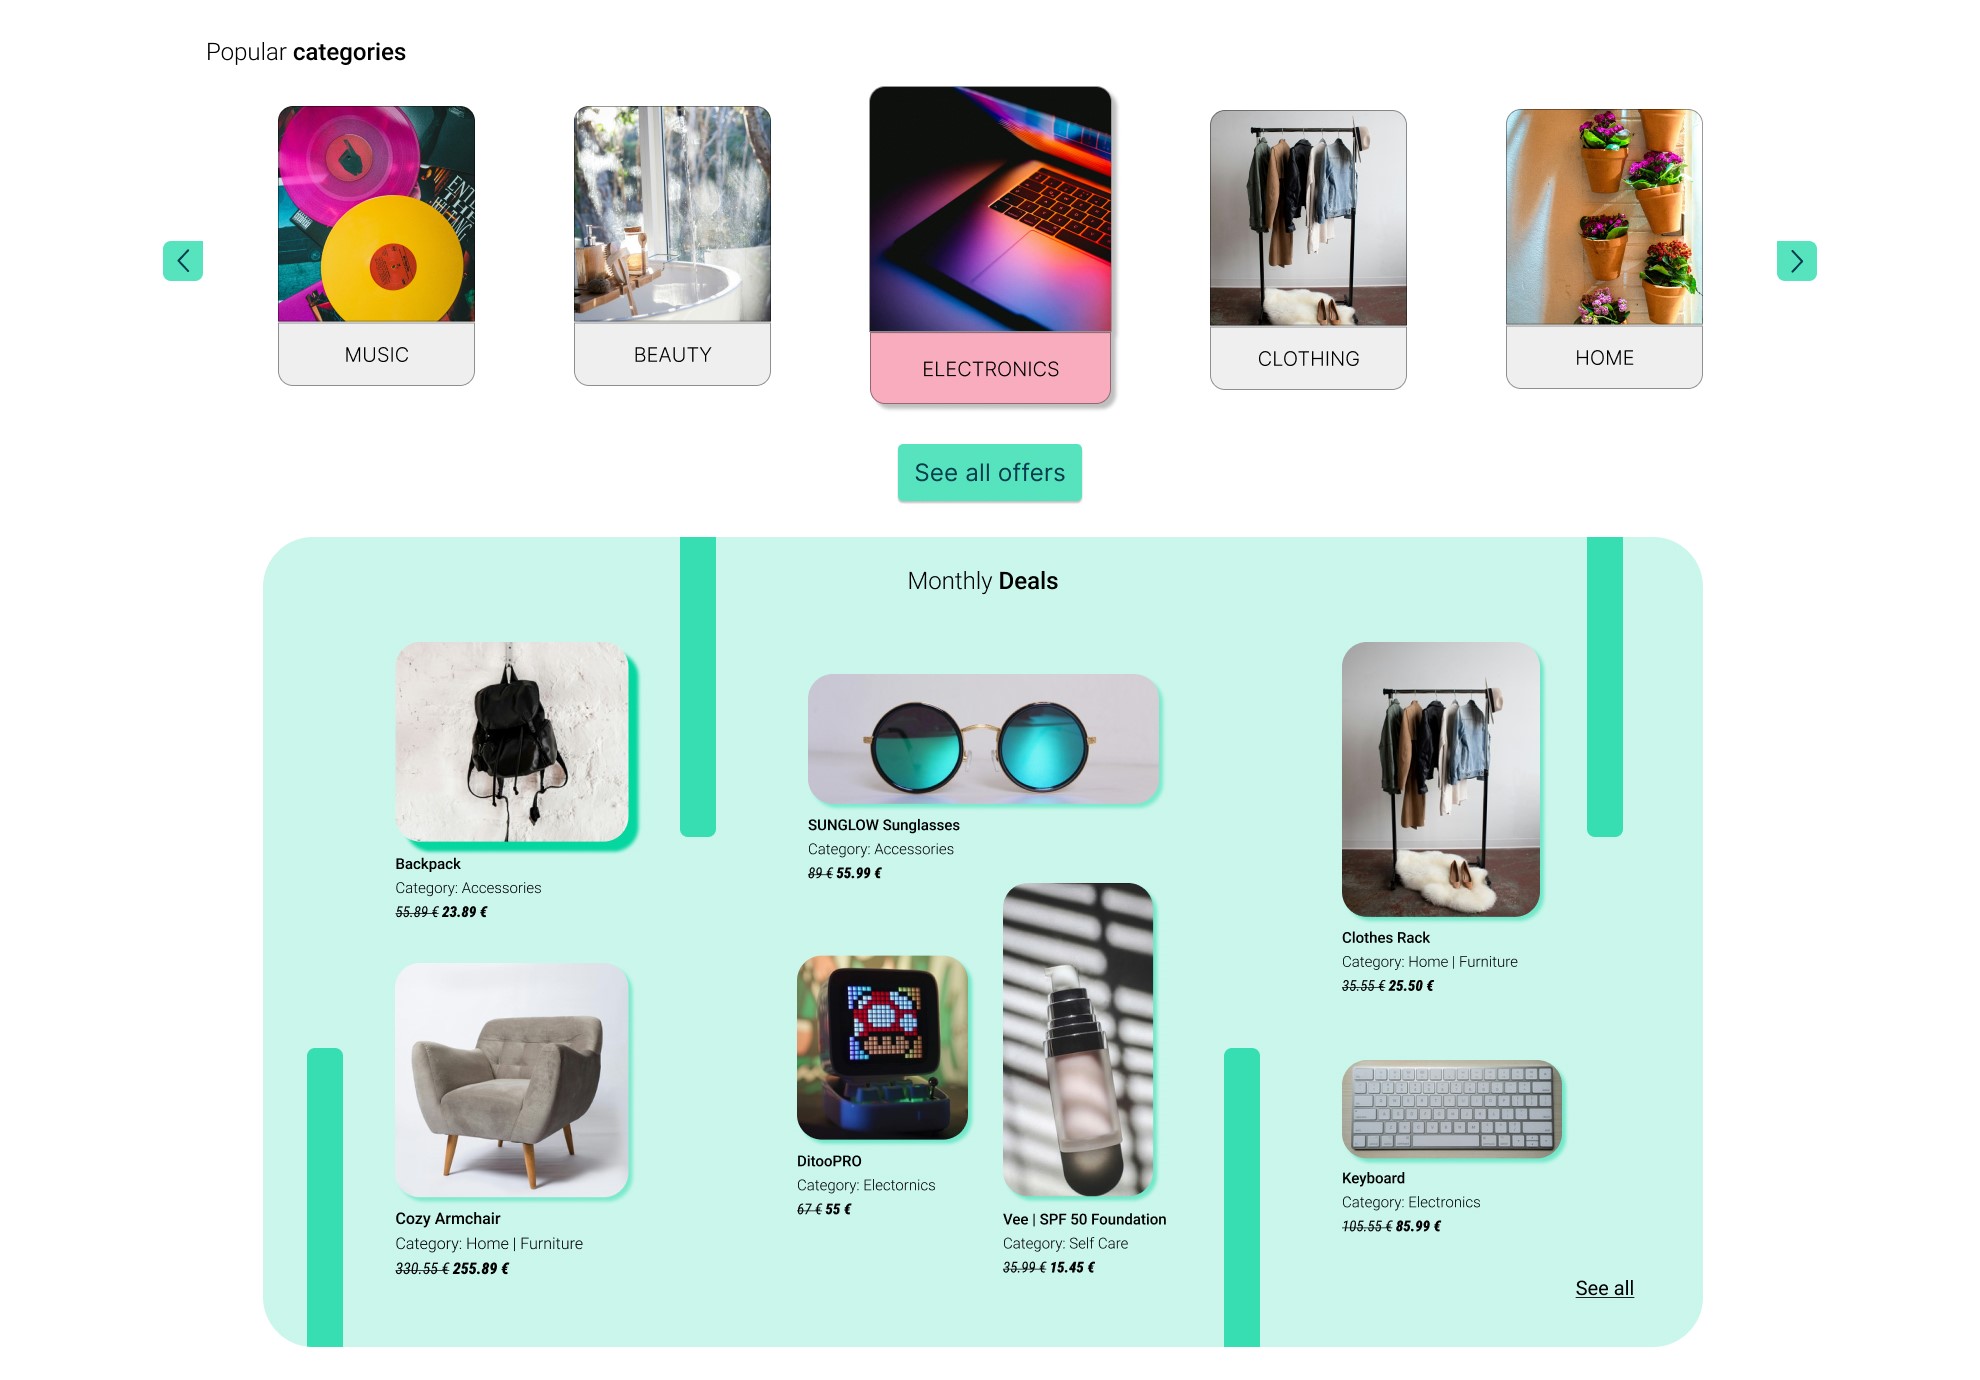 Popular categories
MUSIC
BEAUTY
ELECTRONICS
CLOTHING
HOME
See all offers
Monthly Deals
Backpack
Category: Accessories
55.89 € 23.89 €
SUNGLOW Sunglasses
Category: Accessories
89 € 55.99 €
Clothes Rack
Category: Home | Furniture
35.55 € 25.50 €
Cozy Armchair
Category: Home | Furniture
330.55 € 255.89 €
DitooPRO
Category: Electornics
67 € 55 €
Vee | SPF 50 Foundation
Category: Self Care
35.99 € 15.45 €
Keyboard
Category: Electronics
105.55 € 85.99 €
See all